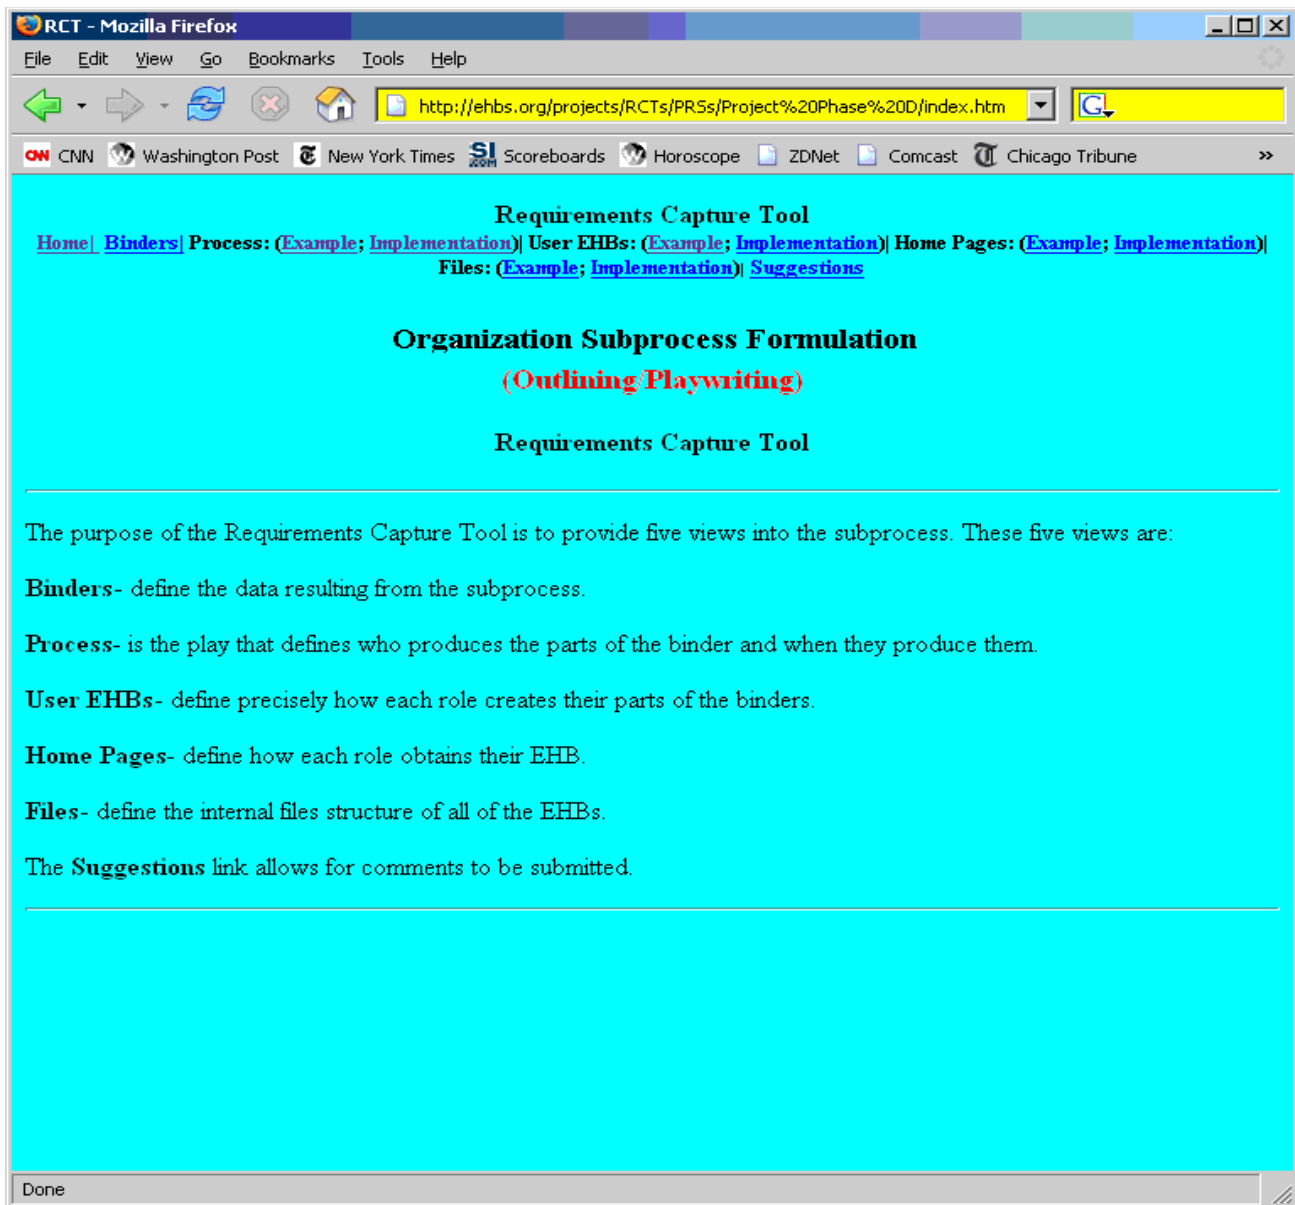 RCT - Mozilla Firefox
File Edit View Go Bookmarks Tools Help
http://ehbs.org/projects/RCTs/PRSs/Project%20Phase%20D/index.htm G
CNN CNN Washington Post New York Times SI.COM Scoreboards Horoscope ZDNet Comcast Chicago Tribune »
Requirements Capture Tool
Home| Binders| Process: (Example; Implementation)| User EHBs: (Example; Implementation)| Home Pages: (Example; Implementation)|
Files: (Example; Implementation)| Suggestions
Organization Subprocess Formulation
(Outlining/Playwriting)
Requirements Capture Tool
The purpose of the Requirements Capture Tool is to provide five views into the subprocess. These five views are:
Binders- define the data resulting from the subprocess.
Process- is the play that defines who produces the parts of the binder and when they produce them.
User EHBs- define precisely how each role creates their parts of the binders.
Home Pages- define how each role obtains their EHB.
Files- define the internal files structure of all of the EHBs.
The Suggestions link allows for comments to be submitted.
Done